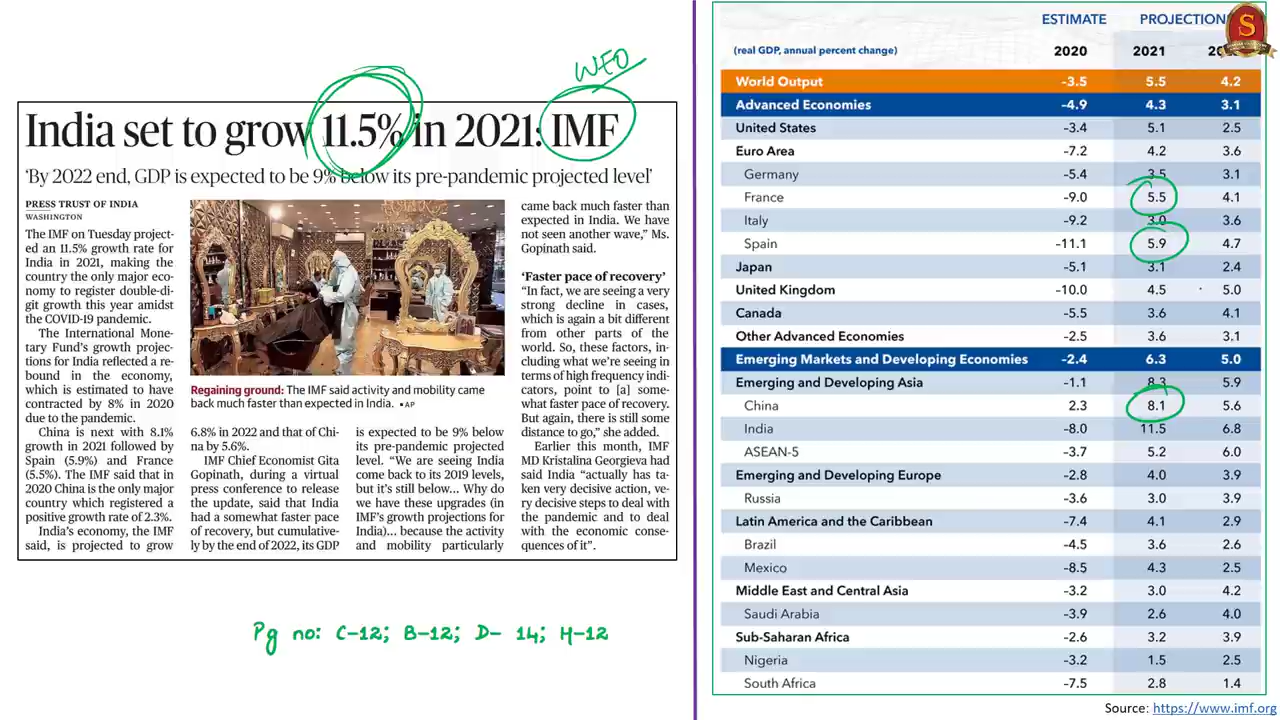 WEO
India set to grow 11.5% in 2021: IMF
‘By 2022 end, GDP is expected to be 9% below its pre-pandemic projected level’
PRESS TRUST OF INDIA
WASHINGTON
The IMF on Tuesday project-
ed an 11.5% growth rate for
India in 2021, making the
country the only major eco-
nomy to register double-di-
git growth this year amidst
the COVID-19 pandemic.
The International Mone-
tary Fund’s growth projec-
tions for India reflected a re-
bound in the economy,
which is estimated to have
contracted by 8% in 2020
due to the pandemic.
China is next with 8.1%
growth in 2021 followed by
Spain (5.9%) and France
(5.5%). The IMF said that in
2020 China is the only major
country which registered a
positive growth rate of 2.3%.
India’s economy, the IMF
said, is projected to grow
Regaining ground: The IMF said activity and mobility came
back much faster than expected in India. •AP
6.8% in 2022 and that of Chi-
na by 5.6%.
IMF Chief Economist Gita
Gopinath, during a virtual
press conference to release
the update, said that India
had a somewhat faster pace
of recovery, but cumulative-
ly by the end of 2022, its GDP
is expected to be 9% below
its pre-pandemic projected
level. “We are seeing India
come back to its 2019 levels,
but it’s still below... Why do
we have these upgrades (in
IMF’s growth projections for
India)... because the activity
and mobility particularly
came back much faster than
expected in India. We have
not seen another wave,” Ms.
Gopinath said.
‘Faster pace of recovery’
“In fact, we are seeing a very
strong decline in cases,
which is again a bit different
from other parts of the
world. So, these factors, in-
cluding what we’re seeing in
terms of high frequency indi-
cators, point to [a] some-
what faster pace of recovery.
But again, there is still some
distance to go,” she added.
Earlier this month, IMF
MD Kristalina Georgieva had
said India “actually has ta-
ken very decisive action, ve-
ry decisive steps to deal with
the pandemic and to deal
with the economic conse-
quences of it”.
Pg no: C-12; B-12; D- 14; H-12
ESTIMATE PROJECTION
(real GDP, annual percent change) 2020 2021
World Output -3.5 5.5 4.2
Advanced Economies -4.9 4.3 3.1
United States -3.4 5.1 2.5
Euro Area -7.2 4.2 3.6
Germany -5.4 3.5 3.1
France -9.0 5.5 4.1
Italy -9.2 3.0 3.6
Spain -11.1 5.9 4.7
Japan -5.1 3.1 2.4
United Kingdom -10.0 4.5 5.0
Canada -5.5 3.6 4.1
Other Advanced Economies -2.5 3.6 3.1
Emerging Markets and Developing Economies -2.4 6.3 5.0
Emerging and Developing Asia -1.1 8.3 5.9
China 2.3 8.1 5.6
India -8.0 11.5 6.8
ASEAN-5 -3.7 5.2 6.0
Emerging and Developing Europe -2.8 4.0 3.9
Russia -3.6 3.0 3.9
Latin America and the Caribbean -7.4 4.1 2.9
Brazil -4.5 3.6 2.6
Mexico -8.5 4.3 2.5
Middle East and Central Asia -3.2 3.0 4.2
Saudi Arabia -3.9 2.6 4.0
Sub-Saharan Africa -2.6 3.2 3.9
Nigeria -3.2 1.5 2.5
South Africa -7.5 2.8 1.4
Source: https://www.imf.org